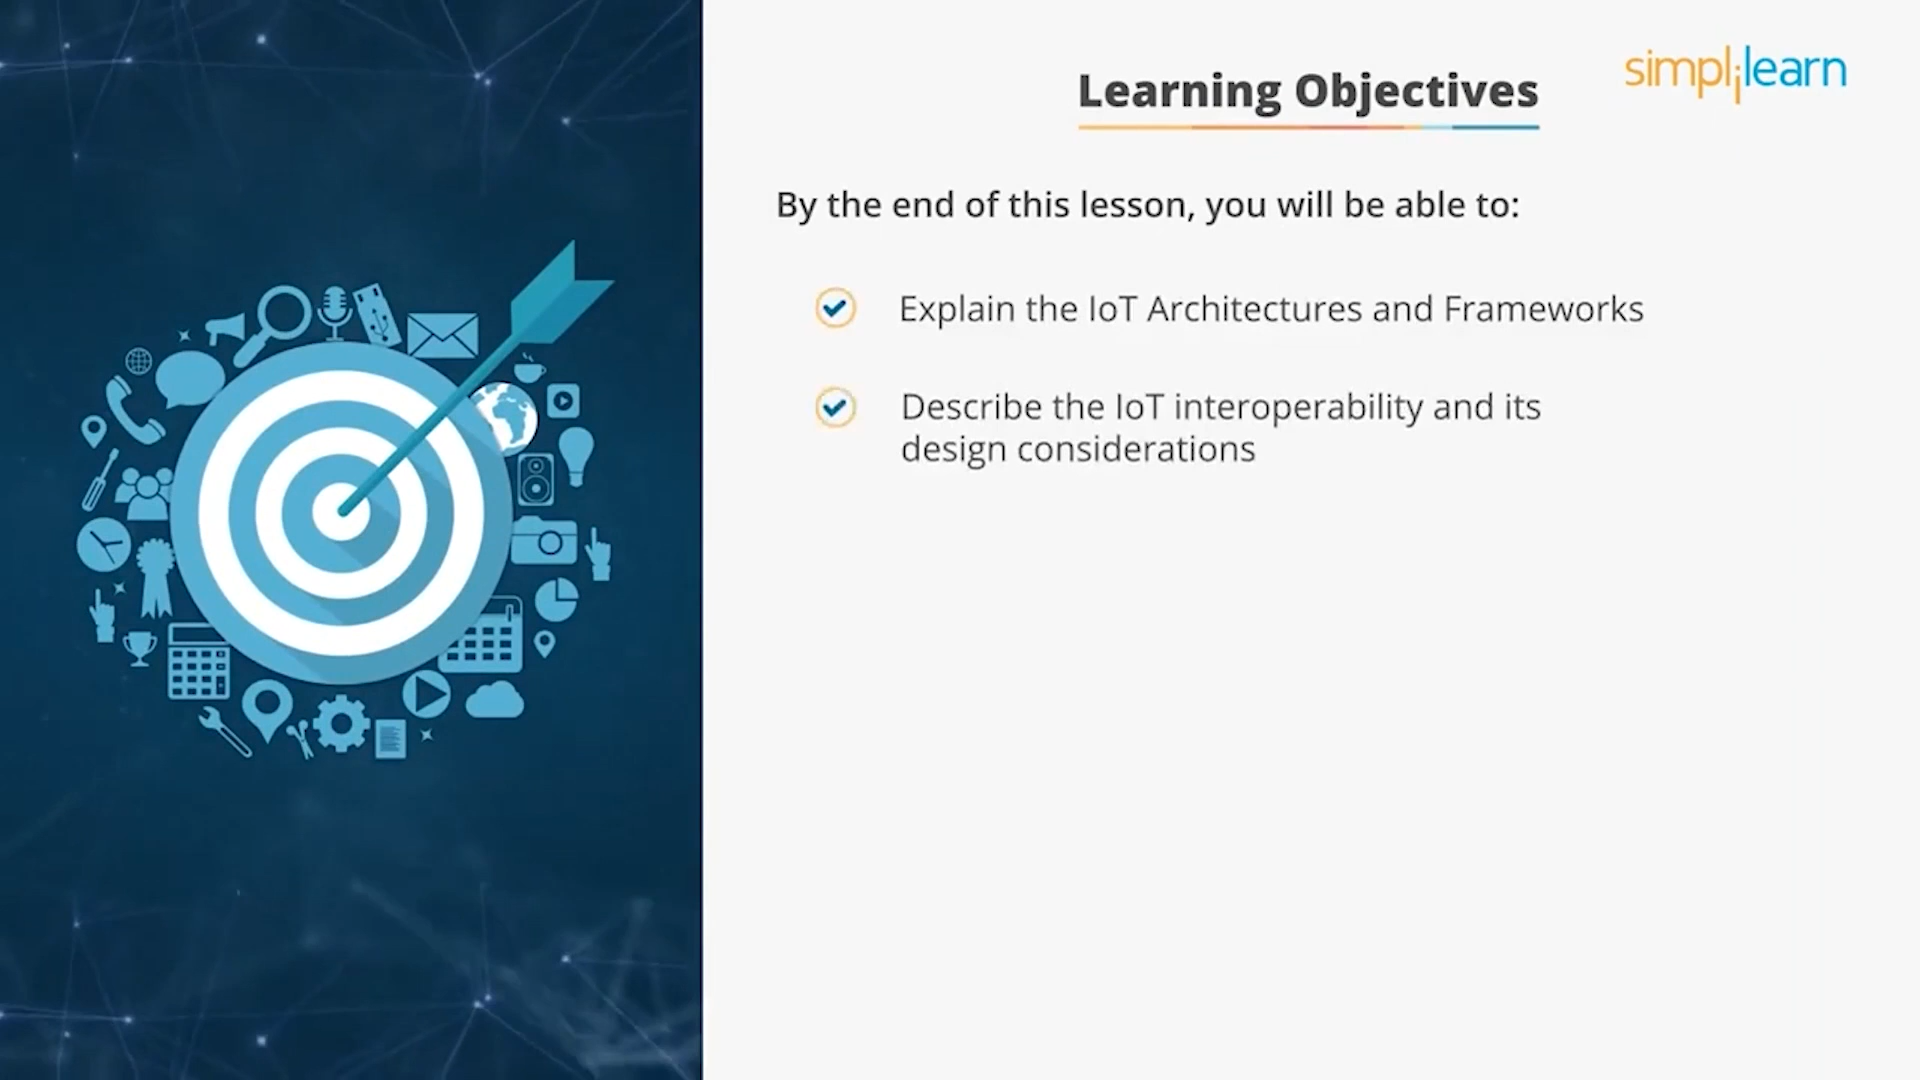 simplilearn
Learning Objectives
By the end of this lesson, you will be able to:
Explain the IoT Architectures and Frameworks
Describe the IoT interoperability and its
design considerations